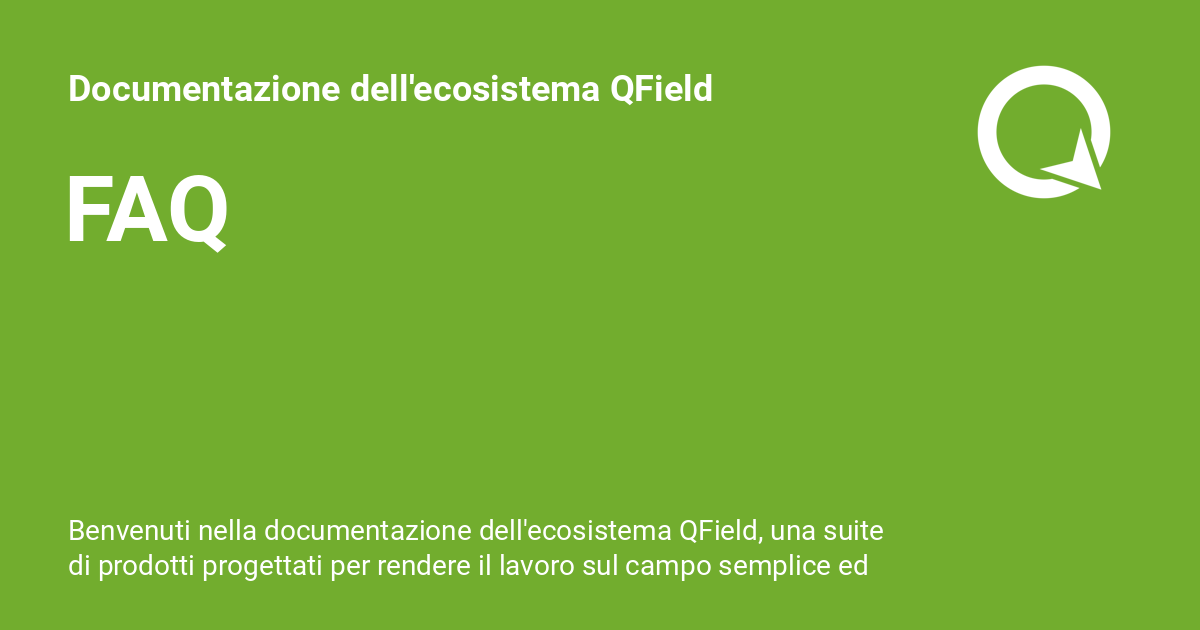 Documentazione dell'ecosistema QField
FAQ
Benvenuti nella documentazione dell'ecosistema QField, una suite
di prodotti progettati per rendere il lavoro sul campo semplice ed